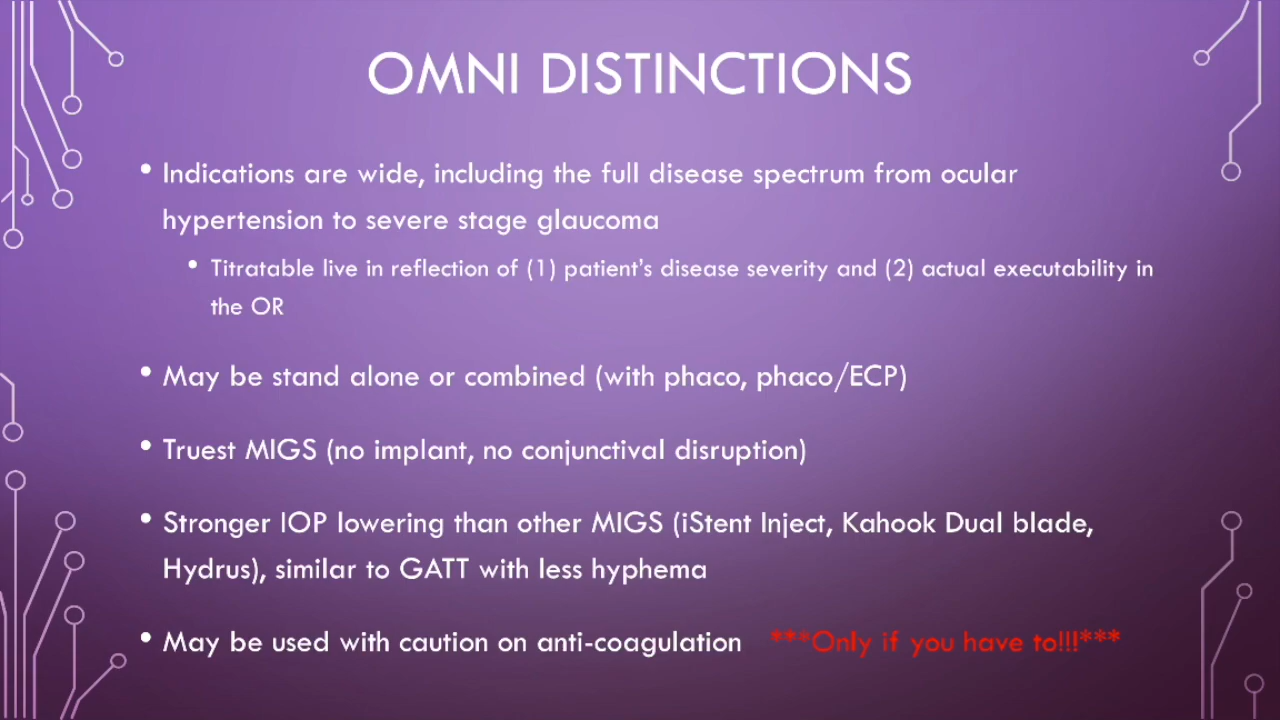 OMNI DISTINCTIONS
• Indications are wide, including the full disease spectrum from ocular
hypertension to severe stage glaucoma
• Titratable live in reflection of (1) patient's disease severity and (2) actual executability in
the OR
• May be stand alone or combined (with phaco, phaco/ECP)
• Truest MIGS (no implant, no conjunctival disruption)
• Stronger IOP lowering than other MIGS (iStent Inject, Kahook Dual blade,
Hydrus), similar to GATT with less hyphema
• May be used with caution on anti-coagulation ***Only if you have to!!!***